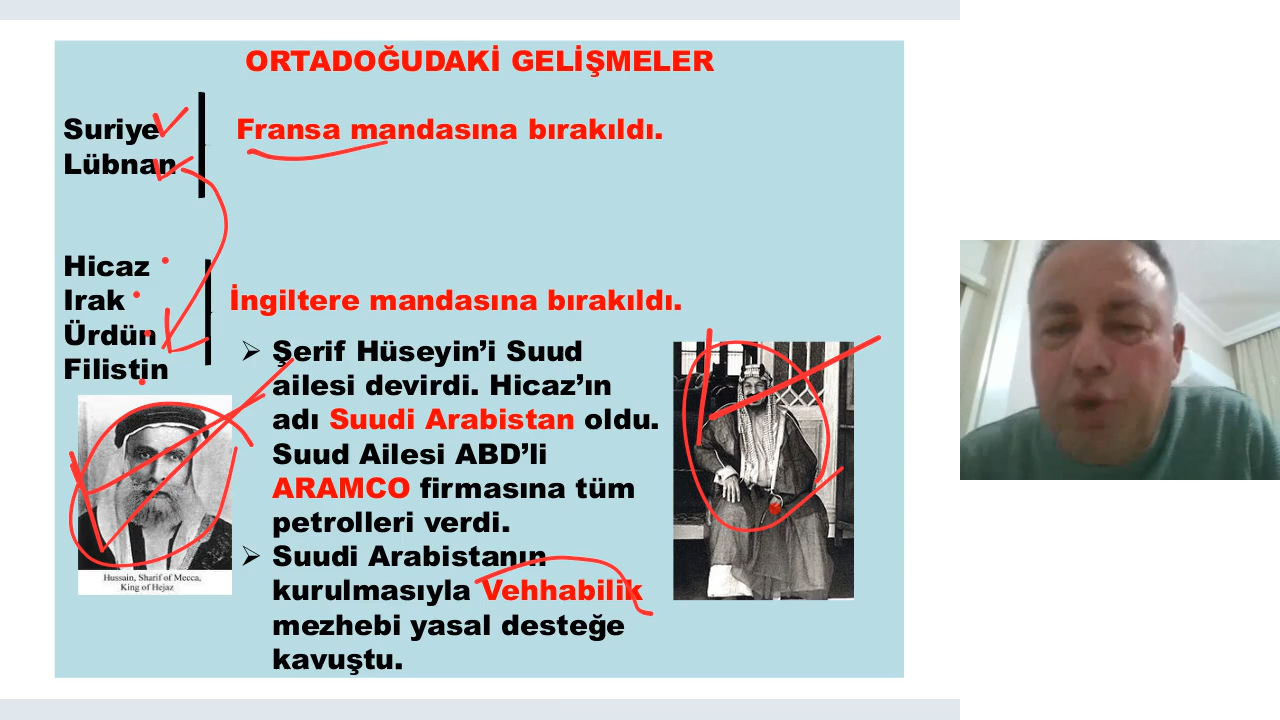 ORTADOĞUDAKİ GELİŞMELER
Suriye
Fransa mandasına bırakıldı.
Lübnan
Hicaz
Irak
İngiltere mandasına bırakıldı.
Ürdün
Filistin
➢ Şerif Hüseyin’i Suud
ailesi devirdi. Hicaz’ın
adı Suudi Arabistan oldu.
Suud Ailesi ABD’li
ARAMCO firmasına tüm
petrolleri verdi.
➢ Suudi Arabistanın
kurulmasıyla Vehhabilik
mezhebi yasal desteğe
kavuştu.
Hussain, Sharif of Mecca,
King of Hejaz